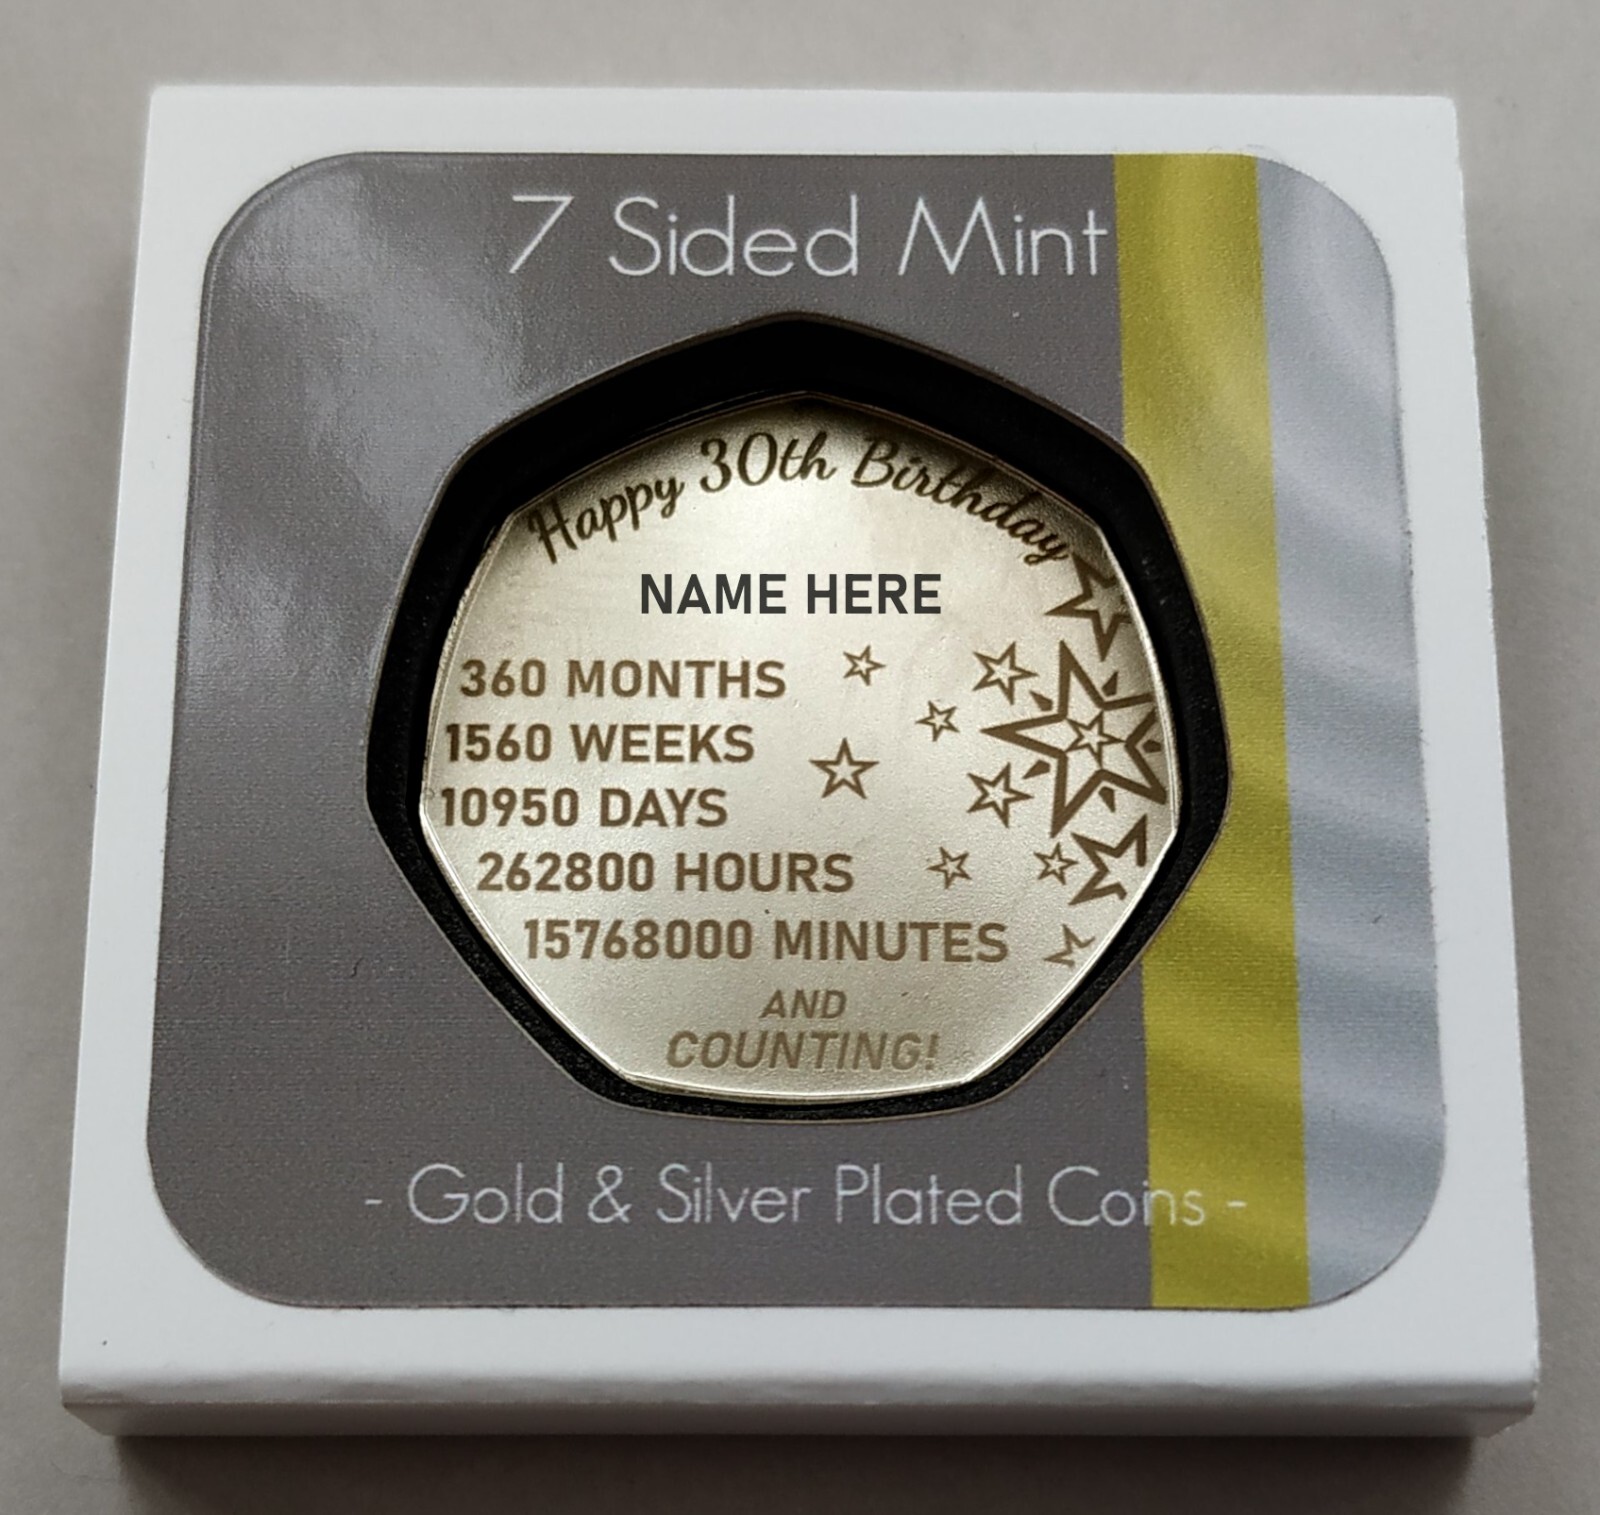 7 Sided Mint
Happy 30th Birthday
NAME HERE
360 MONTHS
1560 WEEKS
10950 DAYS
262800 HOURS
15768000 MINUTES
AND
COUNTING!
- Gold & Silver Plated Coins -